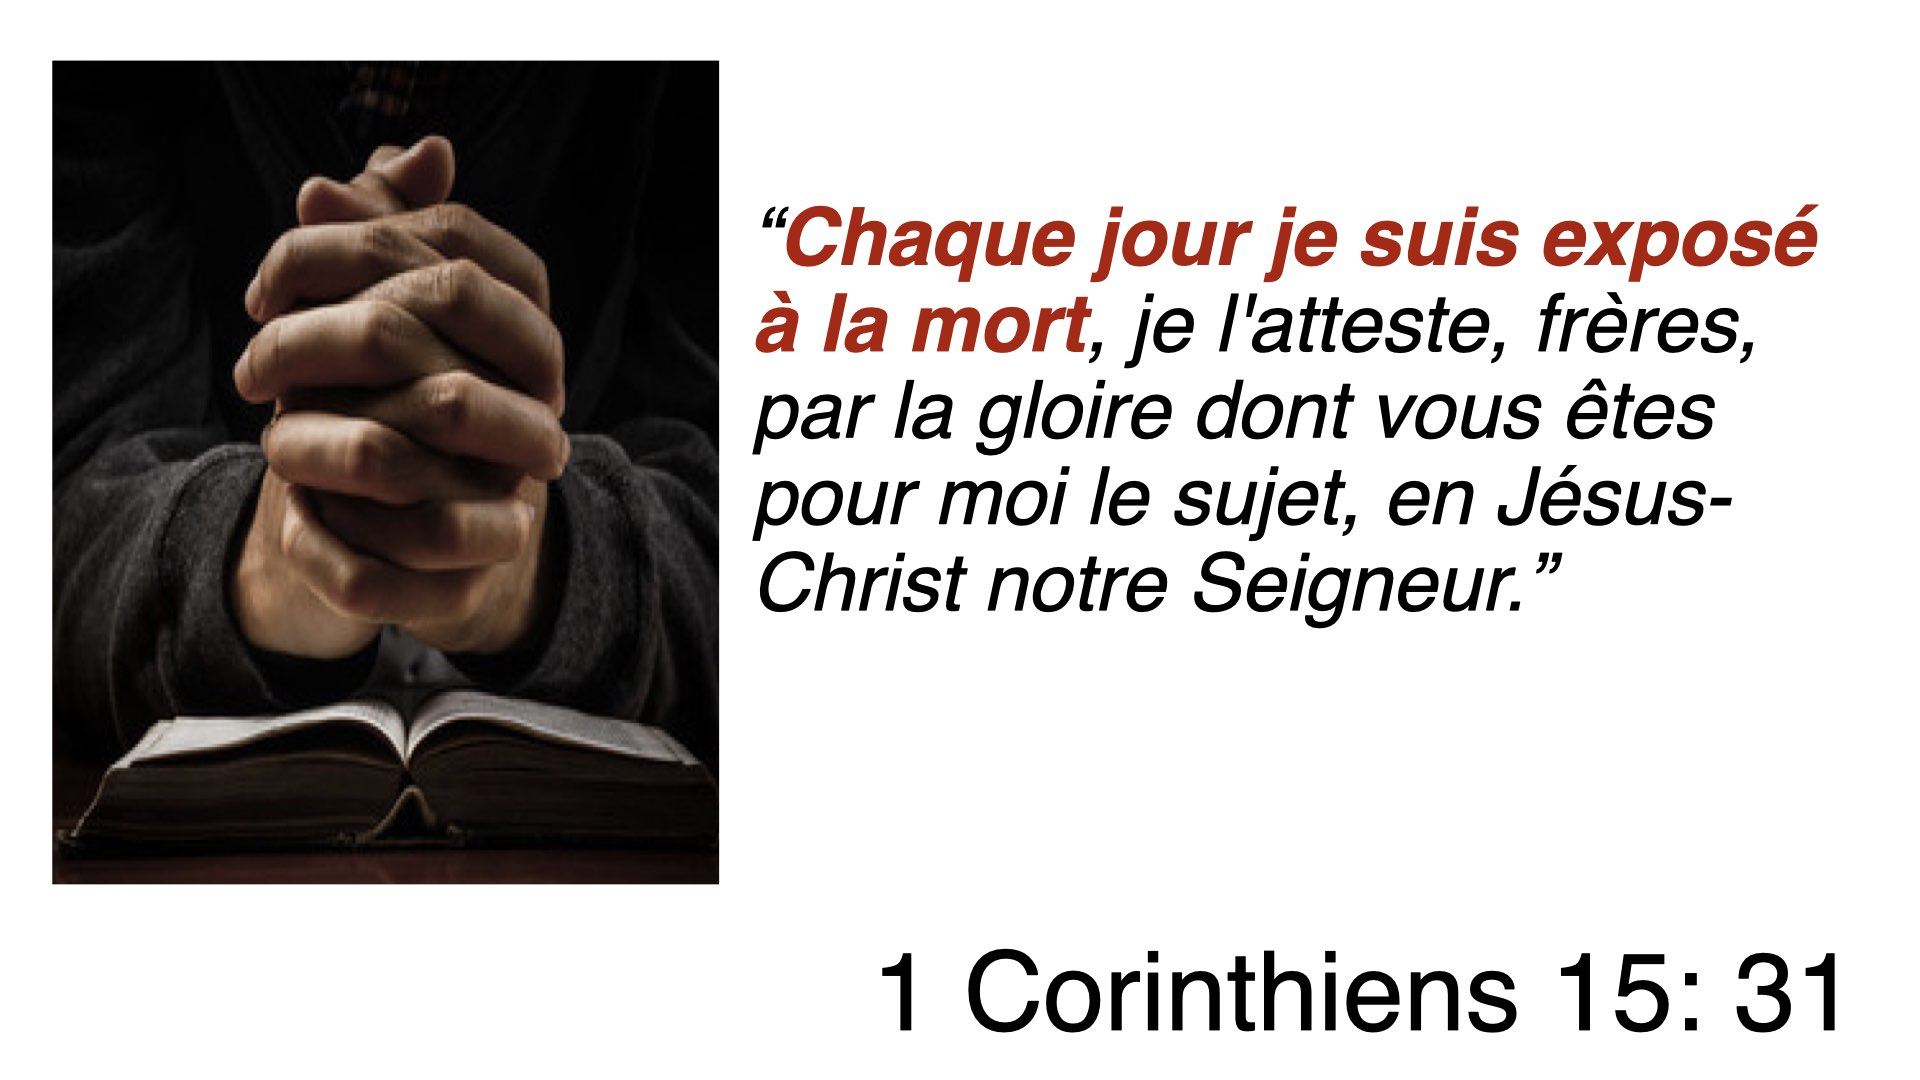 “Chaque jour je suis exposé
à la mort, je l'atteste, frères,
par la gloire dont vous êtes
pour moi le sujet, en Jésus-
Christ notre Seigneur.”
1 Corinthiens 15: 31